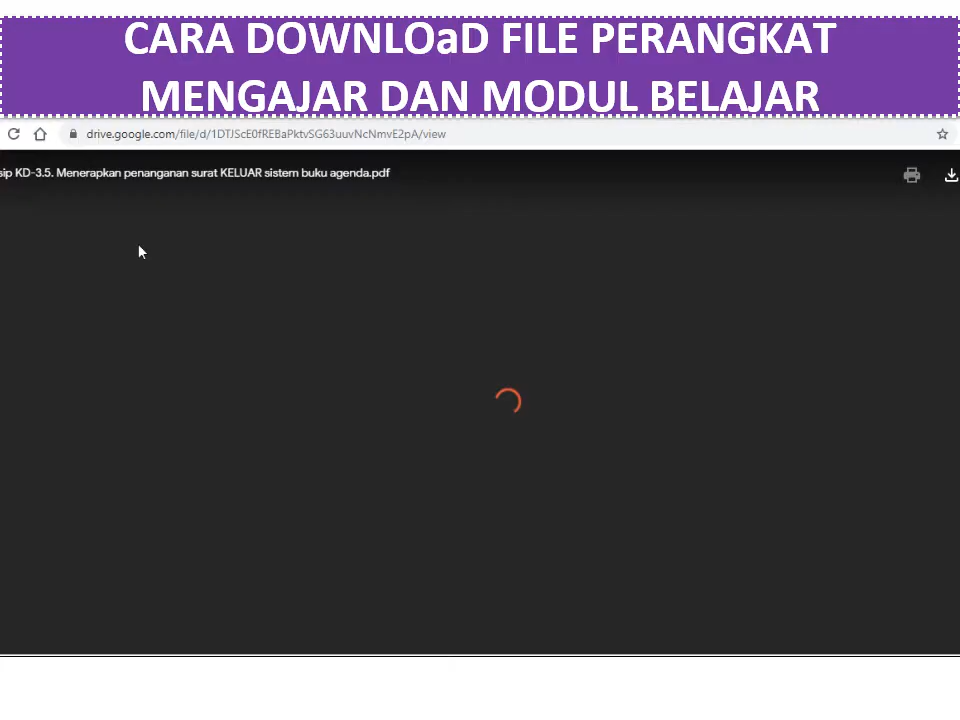 CARA DOWNLOaD FILE PERANGKAT
MENGAJAR DAN MODUL BELAJAR
drive.google.com/file/d/1DTJScE0fREBaPktvSG63uuvNcNmvE2pA/view
sip KD-3.5. Menerapkan penanganan surat KELUAR sistem buku agenda.pdf